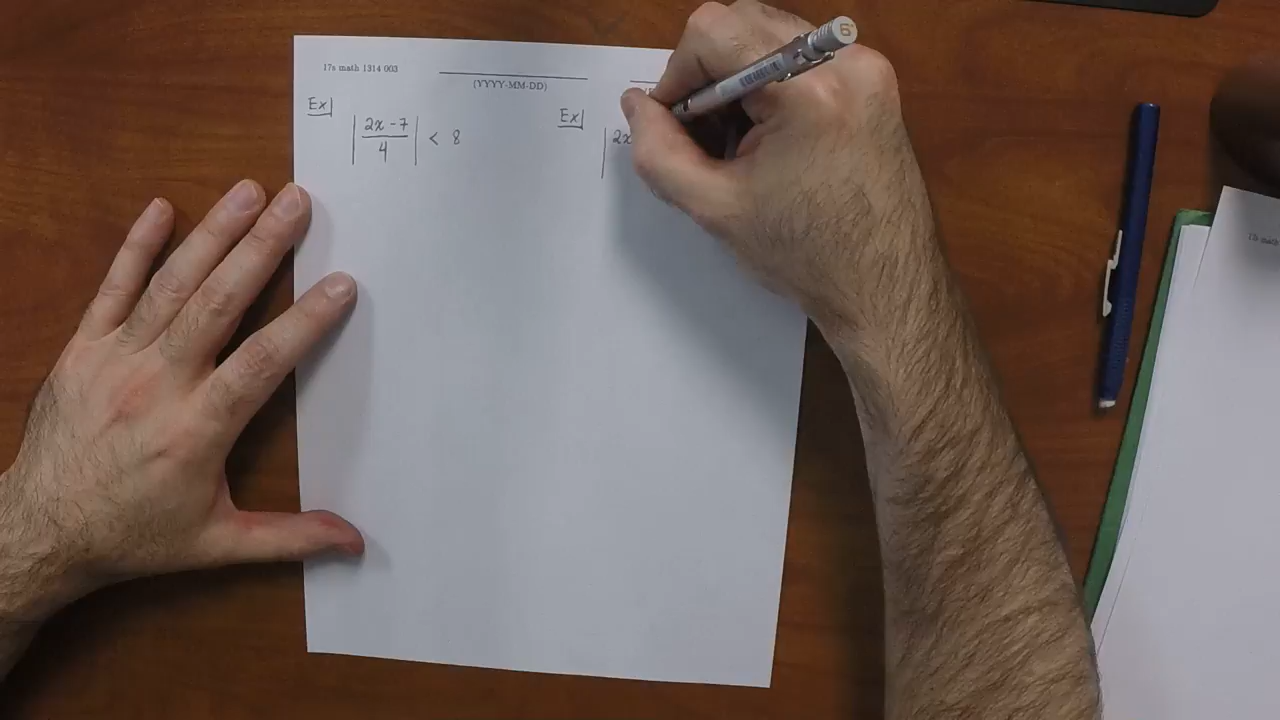 17s math 1314 003
(YYYY-MM-DD)
Ex|
|2x - 7 / 4| < 8
Ex|
|2x